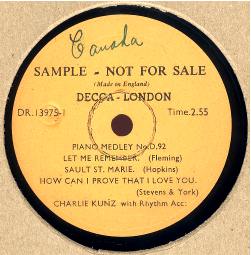 Canada
SAMPLE - NOT FOR SALE
(Made in England)
DECCA - LONDON
DR.13975-1 Time.2.55
PIANO MEDLEY No.D.92
LET ME REMEMBER. (Fleming)
SAULT ST. MARIE. (Hopkins)
HOW CAN I PROVE THAT I LOVE YOU.
(Stevens & York)
CHARLIE KUNZ with Rhythm Acc: